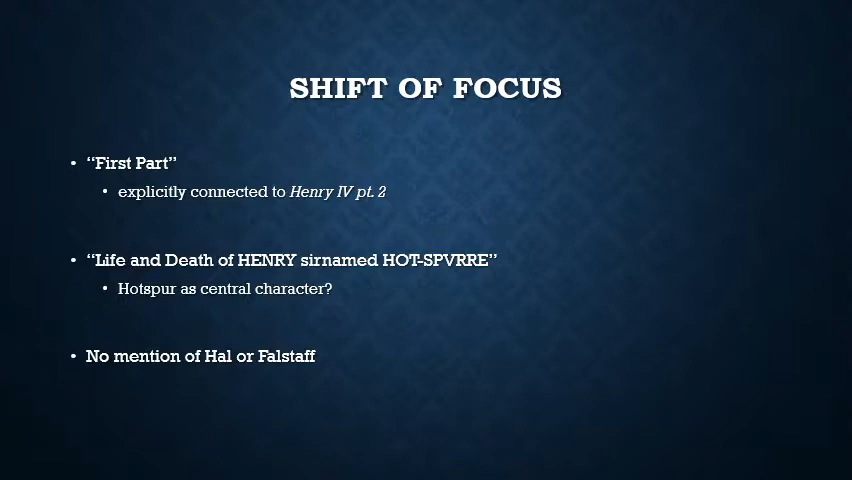 SHIFT OF FOCUS
• “First Part”
• explicitly connected to Henry IV pt. 2
• “Life and Death of HENRY sirnamed HOT-SPVRRE”
• Hotspur as central character?
• No mention of Hal or Falstaff